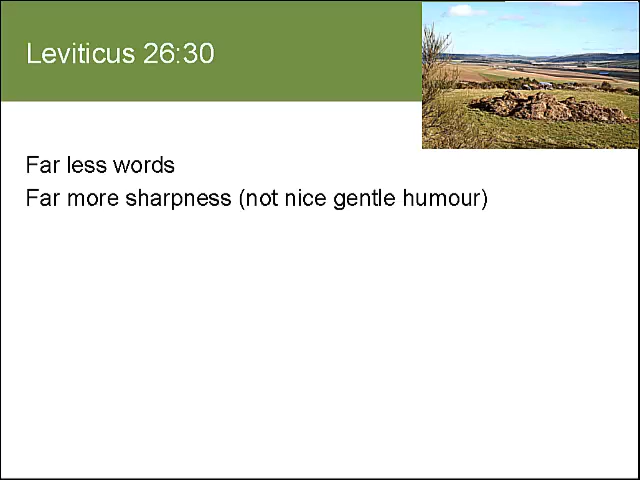 Leviticus 26:30
Far less words
Far more sharpness (not nice gentle humour)